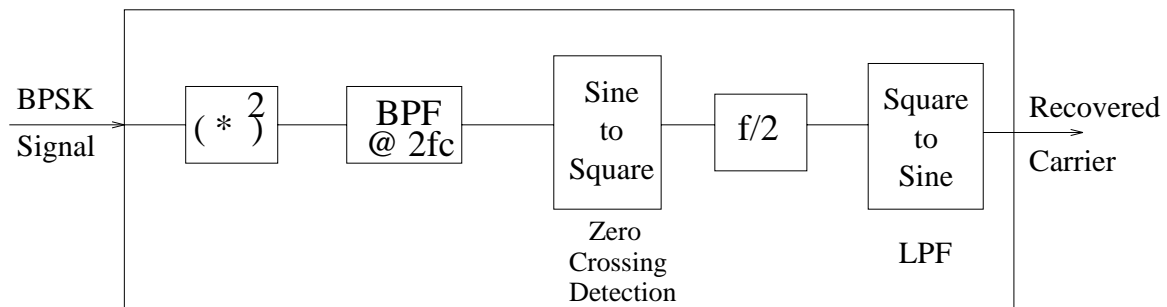 BPSK
Signal
( * )²
BPF
@ 2fc
Sine
to
Square
Zero
Crossing
Detection
f/2
Square
to
Sine
LPF
Recovered
Carrier